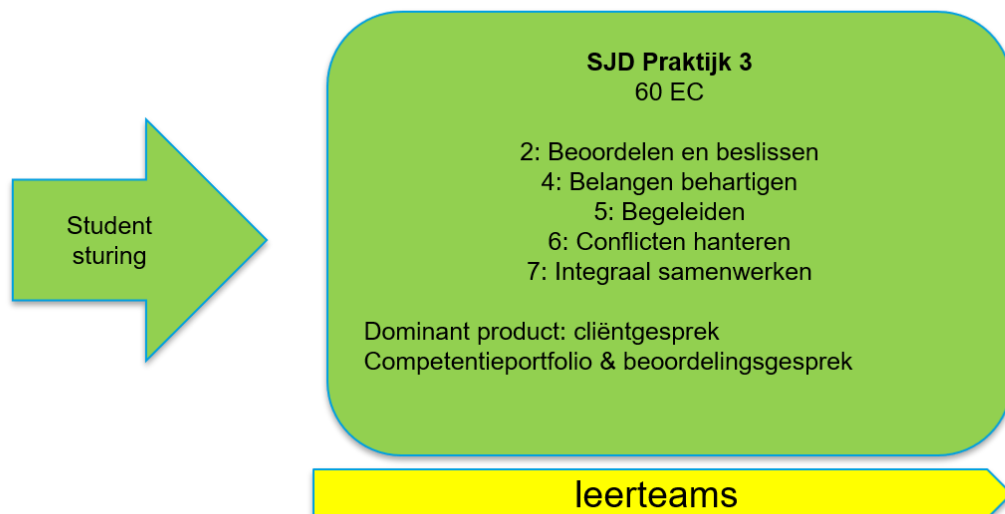 Student
sturing
SJD Praktijk 3
60 EC
2: Beoordelen en beslissen
4: Belangen behartigen
5: Begeleiden
6: Conflicten hanteren
7: Integraal samenwerken
Dominant product: cliëntgesprek
Competentieportfolio & beoordelingsgesprek
leerteams